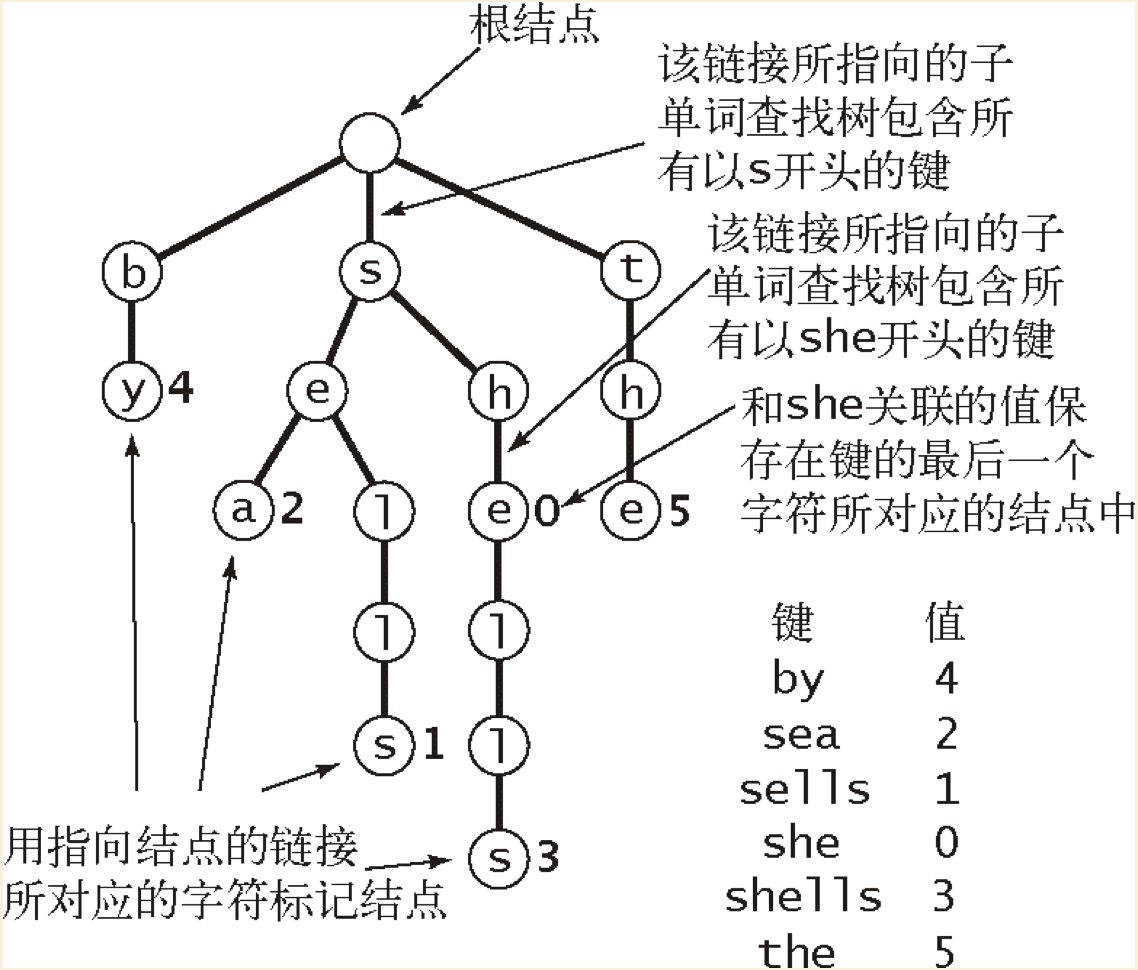 根结点
该链接所指向的子
单词查找树包含所
有以s开头的键
该链接所指向的子
单词查找树包含所
有以she开头的键
和she关联的值保
存在键的最后一个
字符所对应的结点中
b
s
t
y 4
e
h
h
a 2
l
e 0
e 5
l
l
s 1
l
s 3
用指向结点的链接
所对应的字符标记结点
键 值
by 4
sea 2
sells 1
she 0
shells 3
the 5